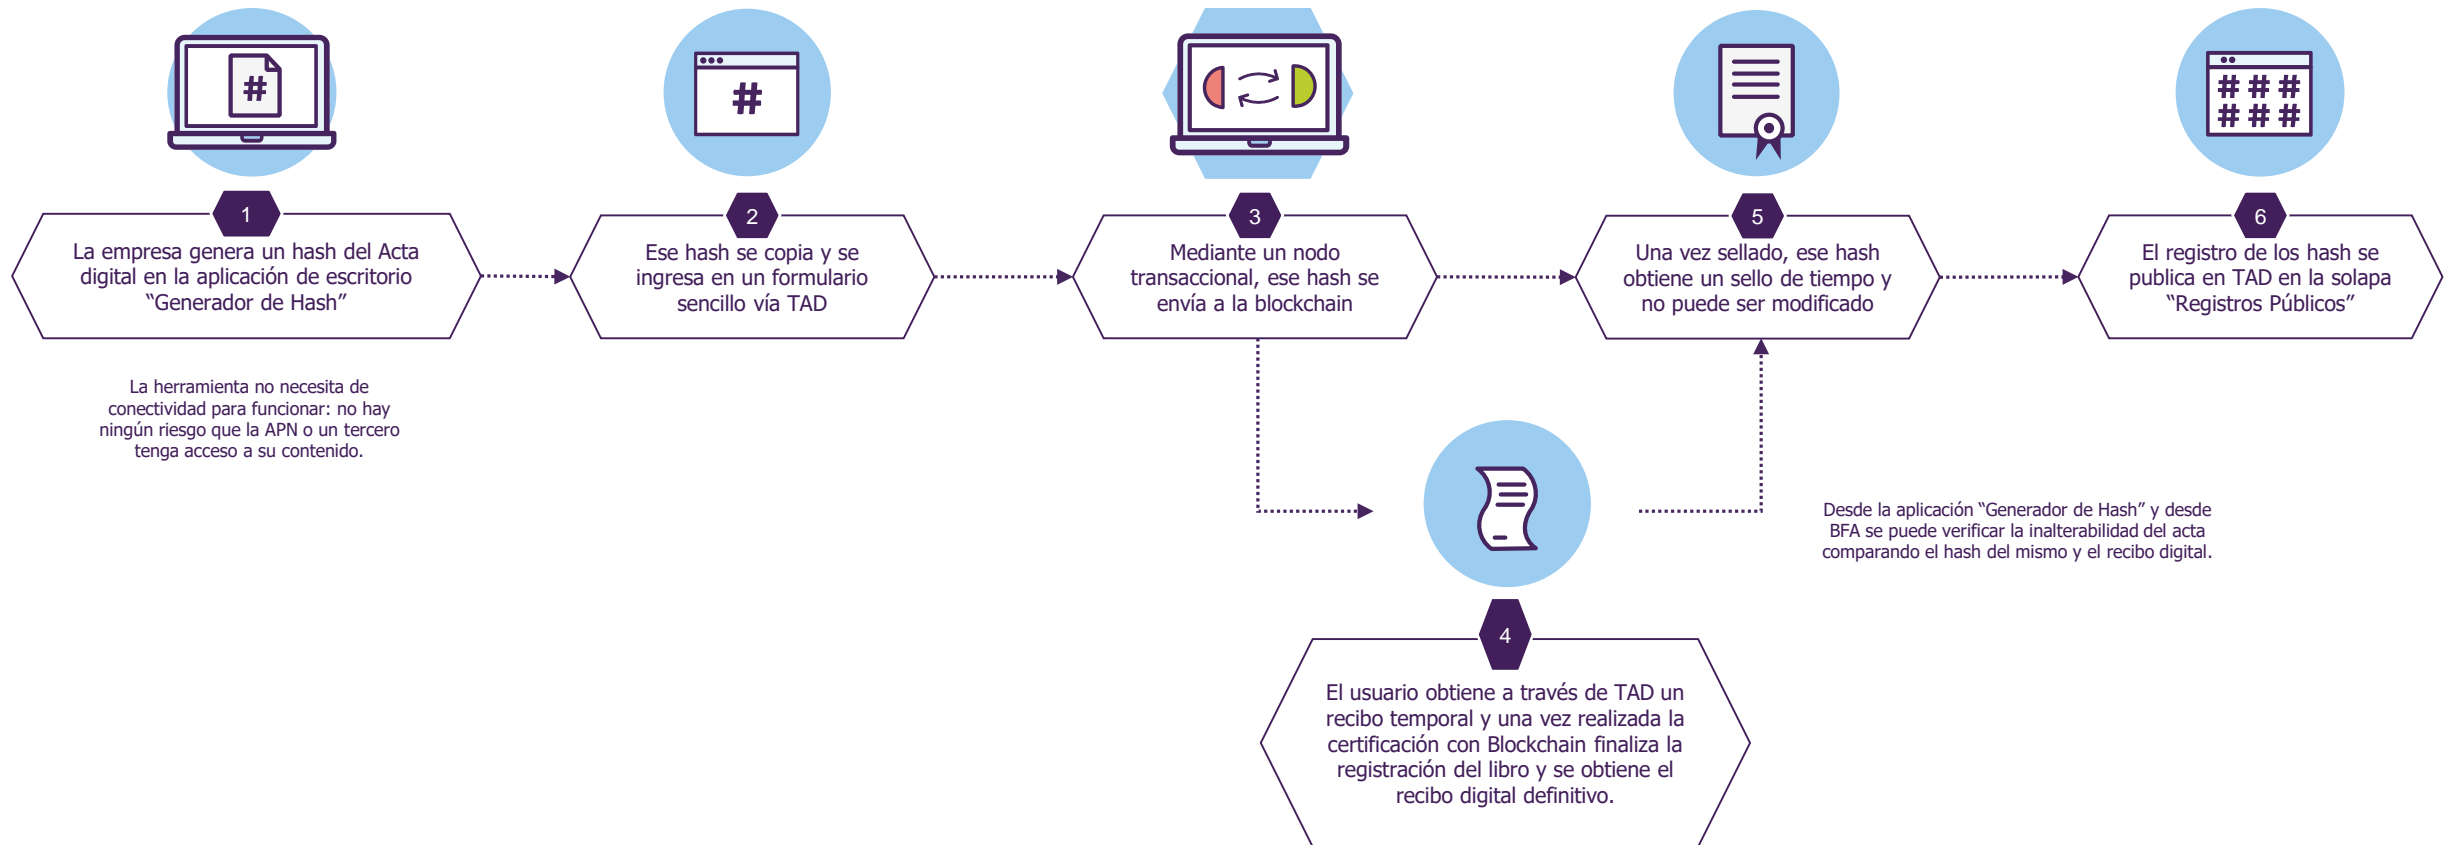 #
1
La empresa genera un hash del Acta
digital en la aplicación de escritorio
“Generador de Hash”
La herramienta no necesita de
conectividad para funcionar: no hay
ningún riesgo que la APN o un tercero
tenga acceso a su contenido.
#
2
Ese hash se copia y se
ingresa en un formulario
sencillo vía TAD
3
Mediante un nodo
transaccional, ese hash se
envía a la blockchain
5
Una vez sellado, ese hash
obtiene un sello de tiempo y
no puede ser modificado
# # #
# # #
6
El registro de los hash se
publica en TAD en la solapa
“Registros Públicos”
4
El usuario obtiene a través de TAD un
recibo temporal y una vez realizada la
certificación con Blockchain finaliza la
registración del libro y se obtiene el
recibo digital definitivo.
Desde la aplicación “Generador de Hash” y desde
BFA se puede verificar la inalterabilidad del acta
comparando el hash del mismo y el recibo digital.